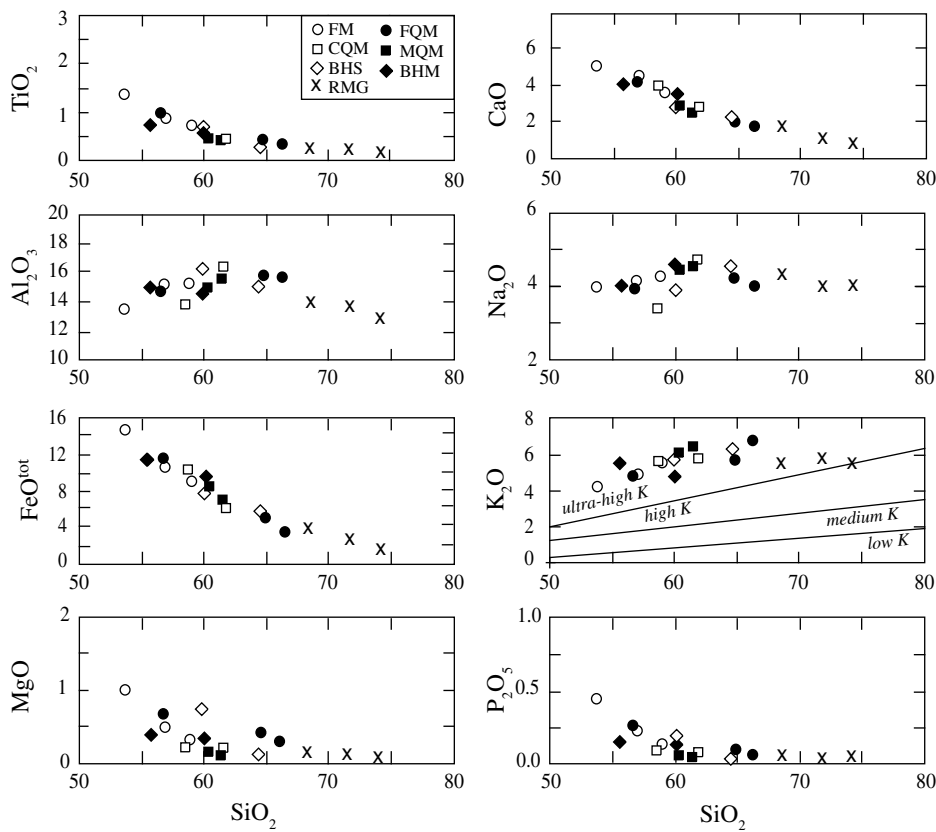 TiO2
3
2
1
0
50 60 70 80
FM FQM
CQM MQM
BHS BHM
X RMG
CaO
6
4
2
0
50 60 70 80
Al2O3
20
18
16
14
12
10
50 60 70 80
Na2O
6
4
2
50 60 70 80
FeOtot
16
12
8
4
0
50 60 70 80
K2O
8
6
4
2
0
ultra-high K
high K
medium K
low K
50 60 70 80
MgO
2
1
0
50 60 70 80
SiO2
P2O5
1.0
0.5
0.0
50 60 70 80
SiO2